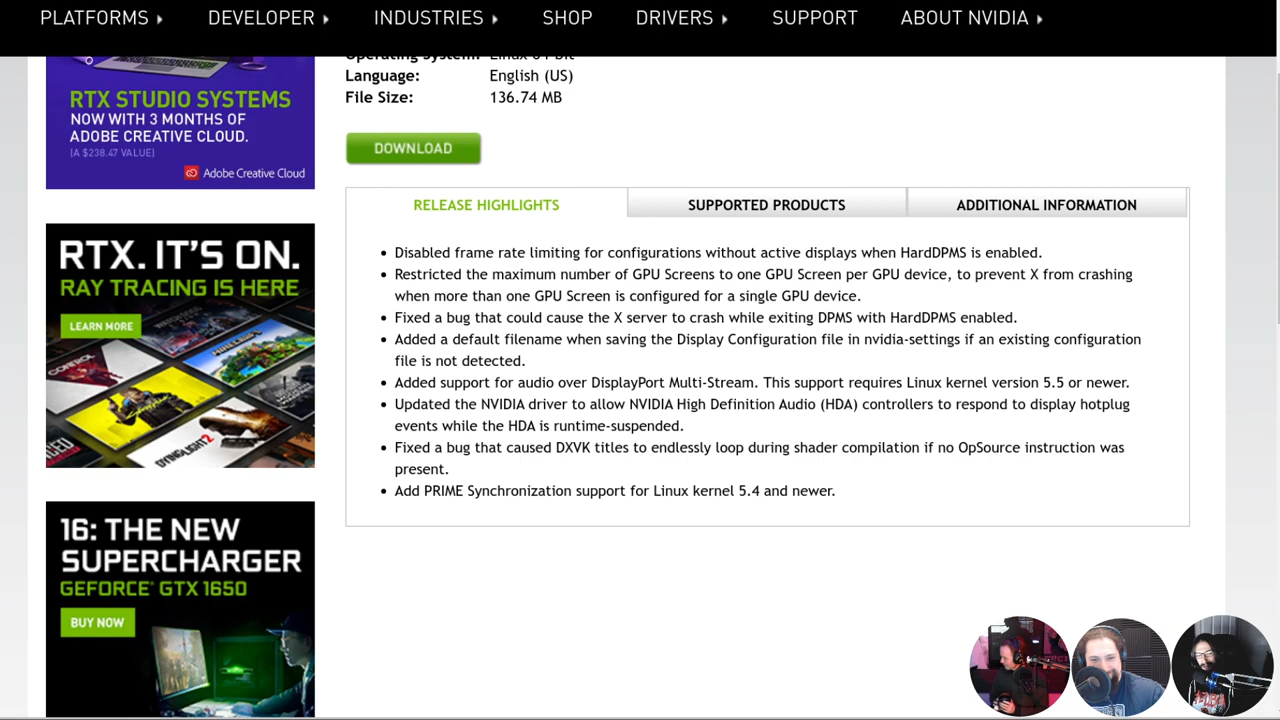 PLATFORMS DEVELOPER INDUSTRIES SHOP DRIVERS SUPPORT ABOUT NVIDIA
Operating System: Linux 64-bit
Language: English (US)
File Size: 136.74 MB
DOWNLOAD
RTX STUDIO SYSTEMS
NOW WITH 3 MONTHS OF
ADOBE CREATIVE CLOUD.
(A $238.47 VALUE)
Adobe Creative Cloud
RTX. IT'S ON.
RAY TRACING IS HERE
LEARN MORE
CONTROL
MINECRAFT
DYING LIGHT 2
16: THE NEW
SUPERCHARGER
GEFORCE® GTX 1650
BUY NOW
RELEASE HIGHLIGHTS SUPPORTED PRODUCTS ADDITIONAL INFORMATION
• Disabled frame rate limiting for configurations without active displays when HardDPMS is enabled.
• Restricted the maximum number of GPU Screens to one GPU Screen per GPU device, to prevent X from crashing
when more than one GPU Screen is configured for a single GPU device.
• Fixed a bug that could cause the X server to crash while exiting DPMS with HardDPMS enabled.
• Added a default filename when saving the Display Configuration file in nvidia-settings if an existing configuration
file is not detected.
• Added support for audio over DisplayPort Multi-Stream. This support requires Linux kernel version 5.5 or newer.
• Updated the NVIDIA driver to allow NVIDIA High Definition Audio (HDA) controllers to respond to display hotplug
events while the HDA is runtime-suspended.
• Fixed a bug that caused DXVK titles to endlessly loop during shader compilation if no OpSource instruction was
present.
• Add PRIME Synchronization support for Linux kernel 5.4 and newer.